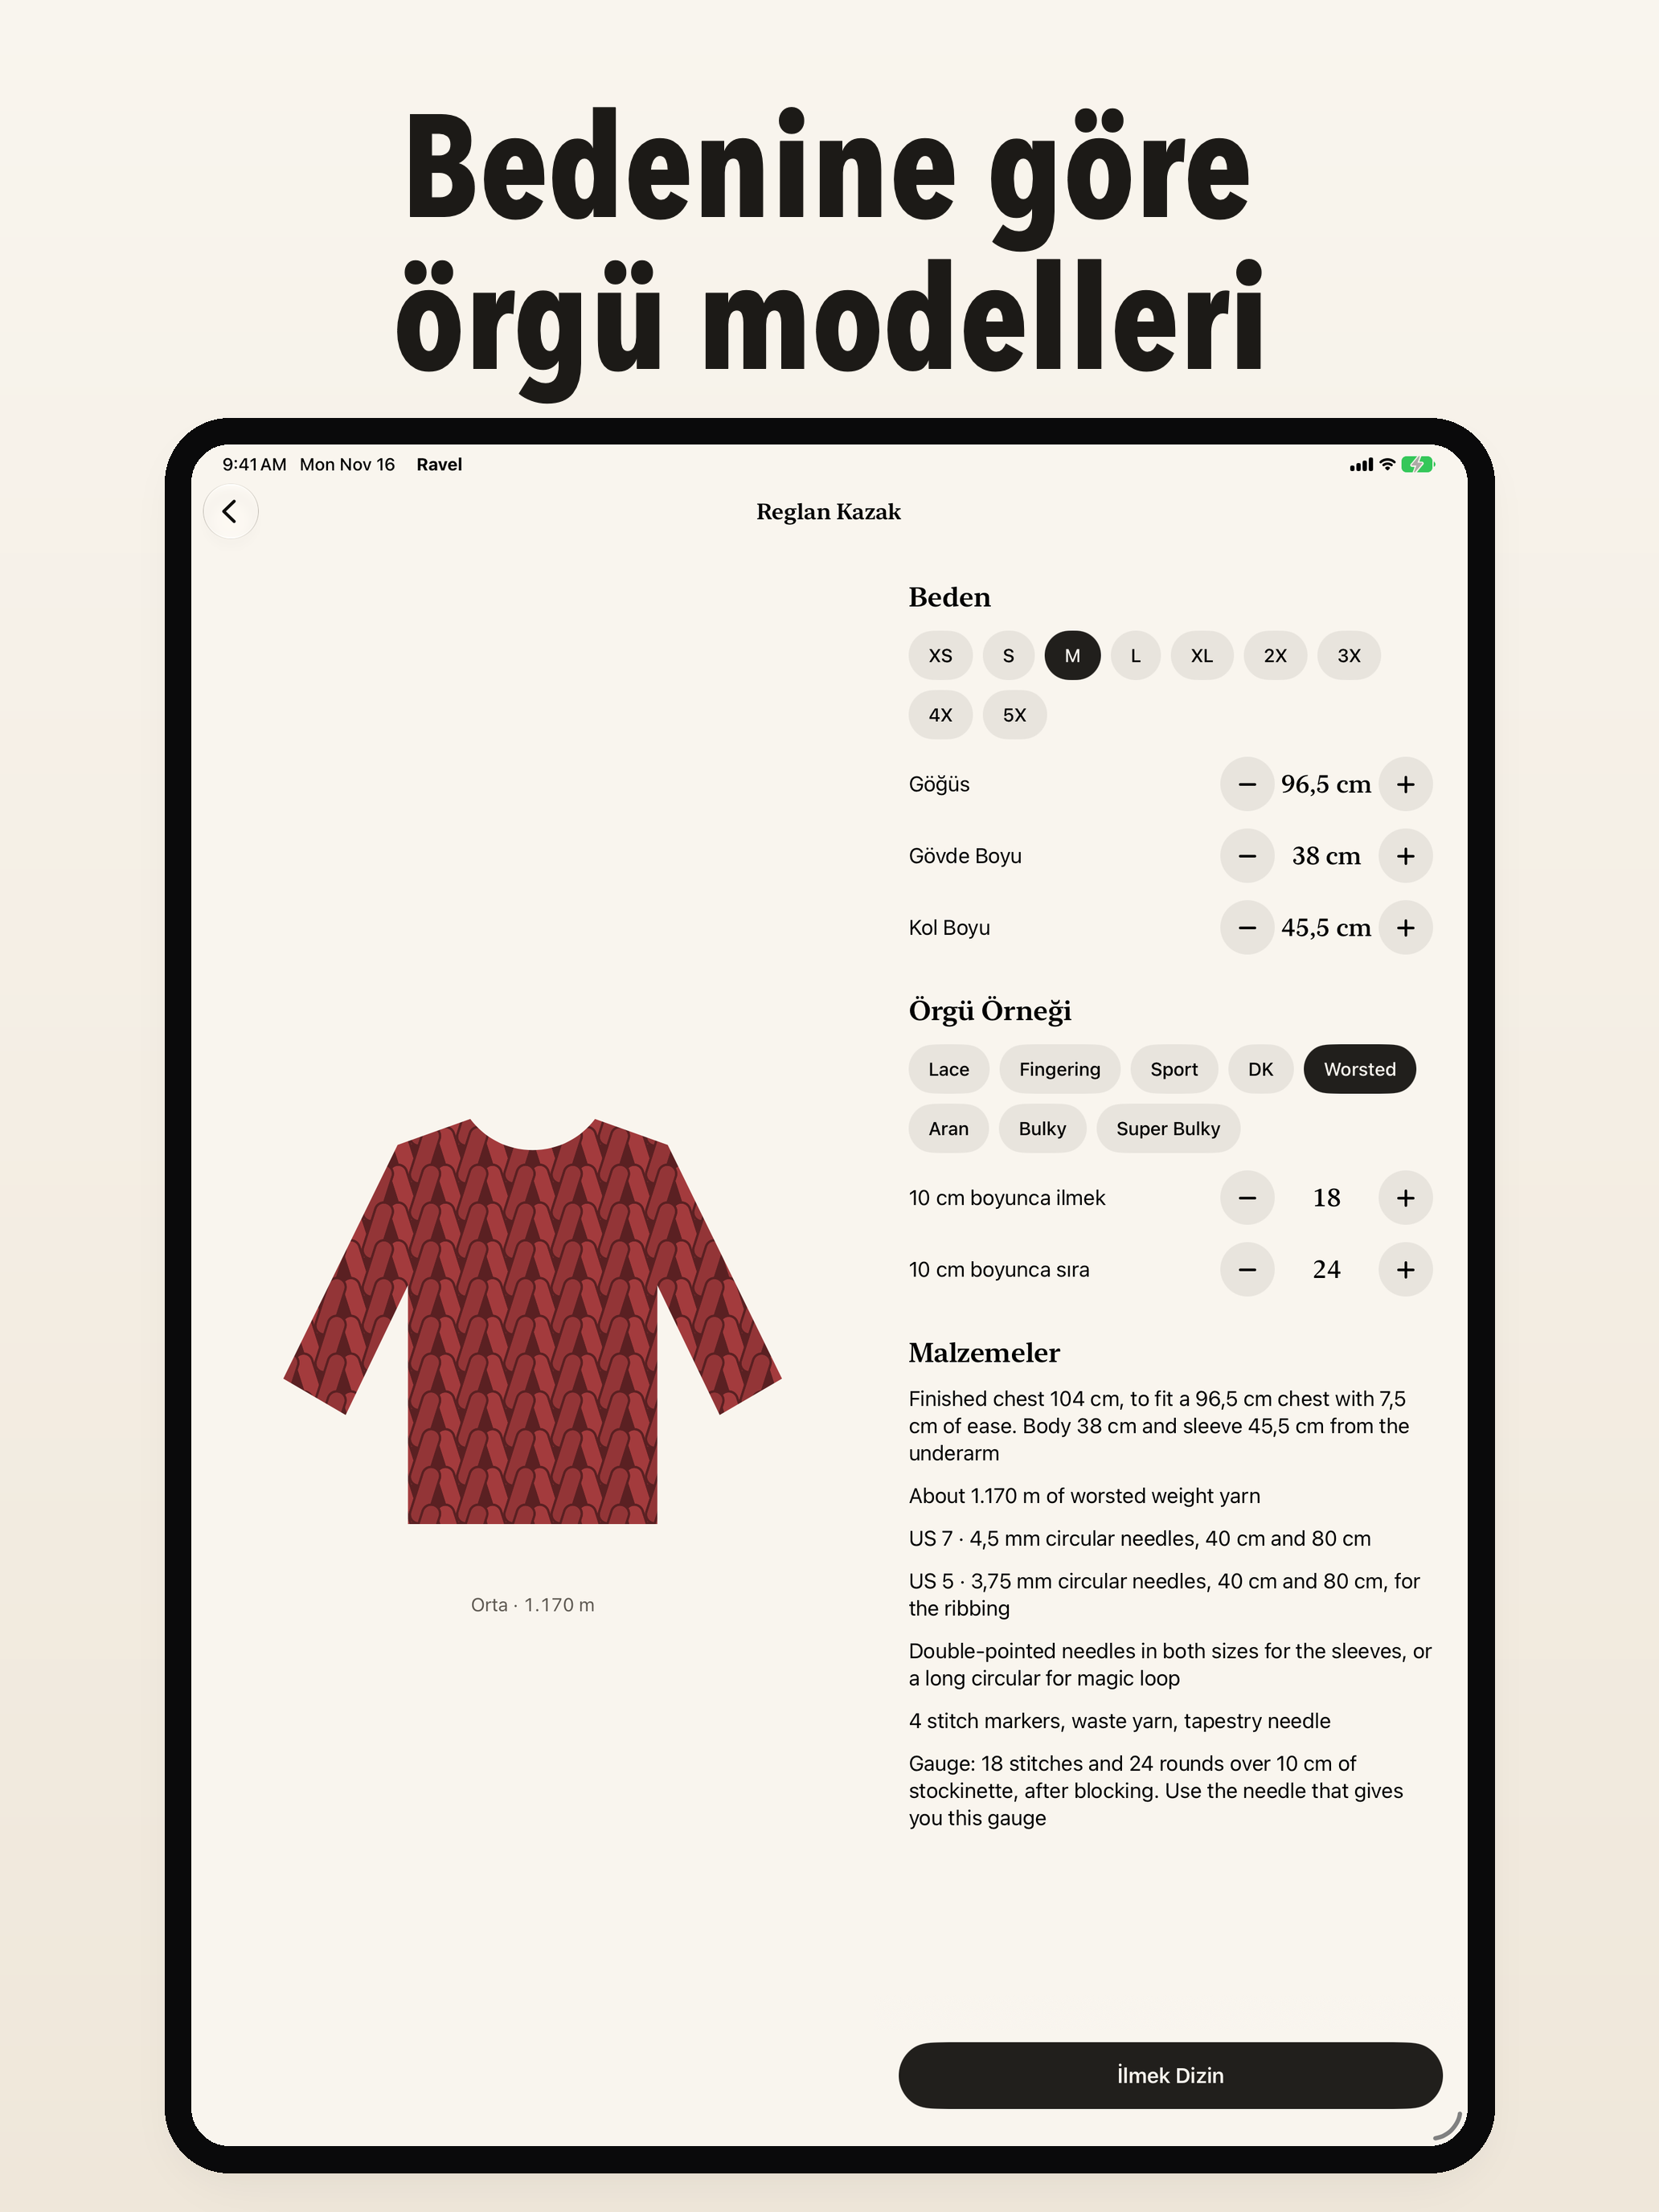 Bedenine göre
örgü modelleri
9:41 AM Mon Nov 16 Ravel
Reglan Kazak
Beden
XS S M L XL 2X 3X
4X 5X
Göğüs − 96,5 cm +
Gövde Boyu − 38 cm +
Kol Boyu − 45,5 cm +
Örgü Örneği
Lace Fingering Sport DK Worsted
Aran Bulky Super Bulky
10 cm boyunca ilmek − 18 +
10 cm boyunca sıra − 24 +
Malzemeler
Finished chest 104 cm, to fit a 96,5 cm chest with 7,5
cm of ease. Body 38 cm and sleeve 45,5 cm from the
underarm
About 1.170 m of worsted weight yarn
US 7 · 4,5 mm circular needles, 40 cm and 80 cm
US 5 · 3,75 mm circular needles, 40 cm and 80 cm, for
the ribbing
Double-pointed needles in both sizes for the sleeves, or
a long circular for magic loop
4 stitch markers, waste yarn, tapestry needle
Gauge: 18 stitches and 24 rounds over 10 cm of
stockinette, after blocking. Use the needle that gives
you this gauge
Orta · 1.170 m
İlmek Dizin